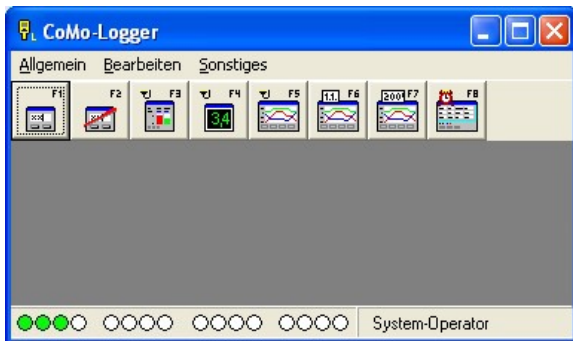 CoMo-Logger
Allgemein Bearbeiten Sonstiges
F1 F2 F3 F4 F5 1.1. F6 2001 F7 F8
3,4
System-Operator